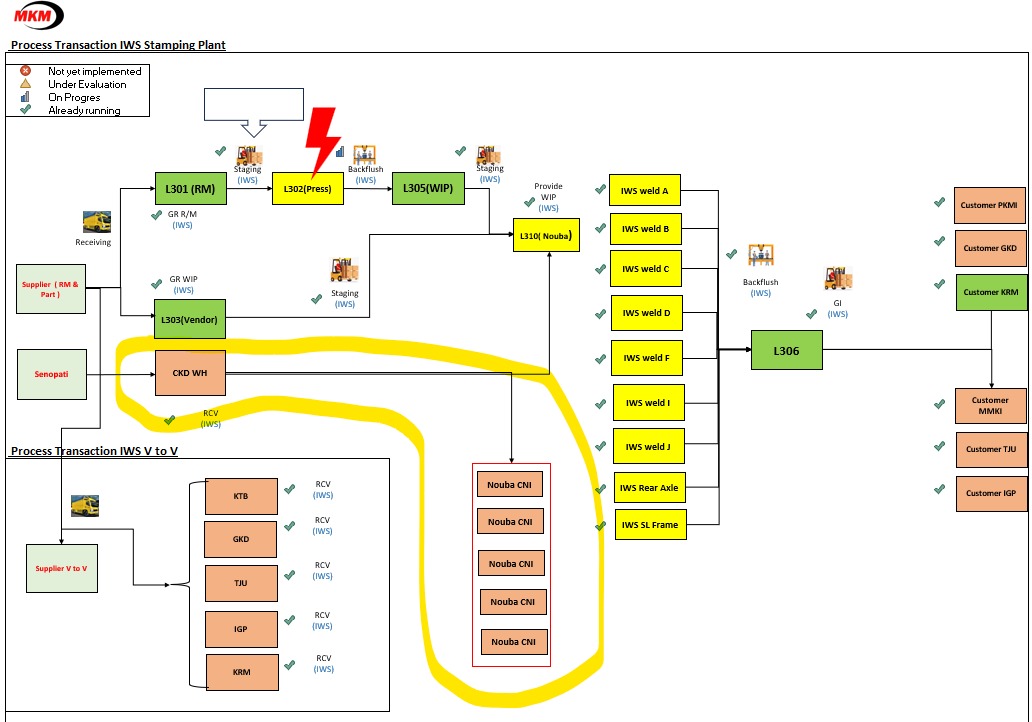 MKM
Process Transaction IWS Stamping Plant
Not yet implemented
Under Evaluation
On Progres
Already running
Staging
(IWS)
Backflush
(IWS)
Staging
(IWS)
L301 (RM)
L302(Press)
L305(WIP)
GR R/M
(IWS)
Receiving
Provide
WIP
(IWS)
L310( Nouba)
Supplier ( RM &
Part )
GR WIP
(IWS)
Staging
(IWS)
L303(Vendor)
Senopati
CKD WH
RCV
(IWS)
IWS weld A
IWS weld B
IWS weld C
IWS weld D
IWS weld F
IWS weld I
IWS weld J
IWS Rear Axle
IWS SL Frame
Backflush
(IWS)
GI
(IWS)
L306
Customer PKMI
Customer GKD
Customer KRM
Customer
MMKI
Customer TJU
Customer IGP
Nouba CNI
Nouba CNI
Nouba CNI
Nouba CNI
Nouba CNI
Process Transaction IWS V to V
Supplier V to V
KTB
RCV
(IWS)
GKD
RCV
(IWS)
TJU
RCV
(IWS)
IGP
RCV
(IWS)
KRM
RCV
(IWS)